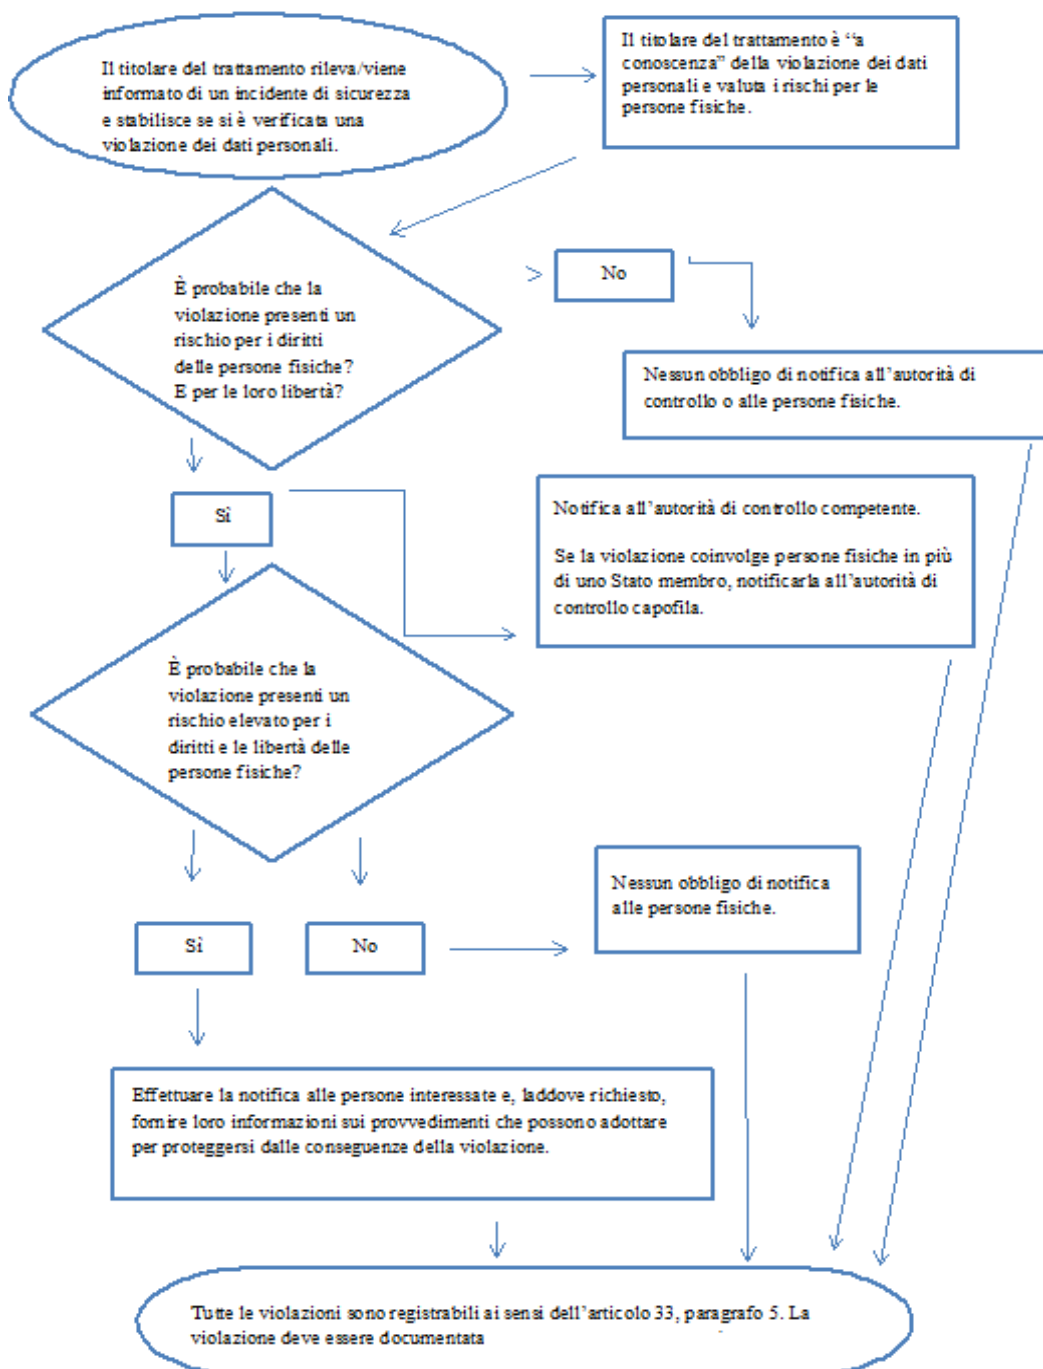 Il titolare del trattamento rileva/viene
informato di un incidente di sicurezza
e stabilisce se si è verificata una
violazione dei dati personali.
Il titolare del trattamento è “a
conoscenza” della violazione dei dati
personali e valuta i rischi per le
persone fisiche.
È probabile che la
violazione presenti un
rischio per i diritti
delle persone fisiche?
E per le loro libertà?
No
Nessun obbligo di notifica all’autorità di
controllo o alle persone fisiche.
Sì
Notifica all’autorità di controllo competente.
Se la violazione coinvolge persone fisiche in più
di uno Stato membro, notificarla all’autorità di
controllo capofila.
È probabile che la
violazione presenti un
rischio elevato per i
diritti e le libertà delle
persone fisiche?
Sì
No
Nessun obbligo di notifica
alle persone fisiche.
Effettuare la notifica alle persone interessate e, laddove richiesto,
fornire loro informazioni sui provvedimenti che possono adottare
per proteggersi dalle conseguenze della violazione.
Tutte le violazioni sono registrabili ai sensi dell’articolo 33, paragrafo 5. La
violazione deve essere documentata